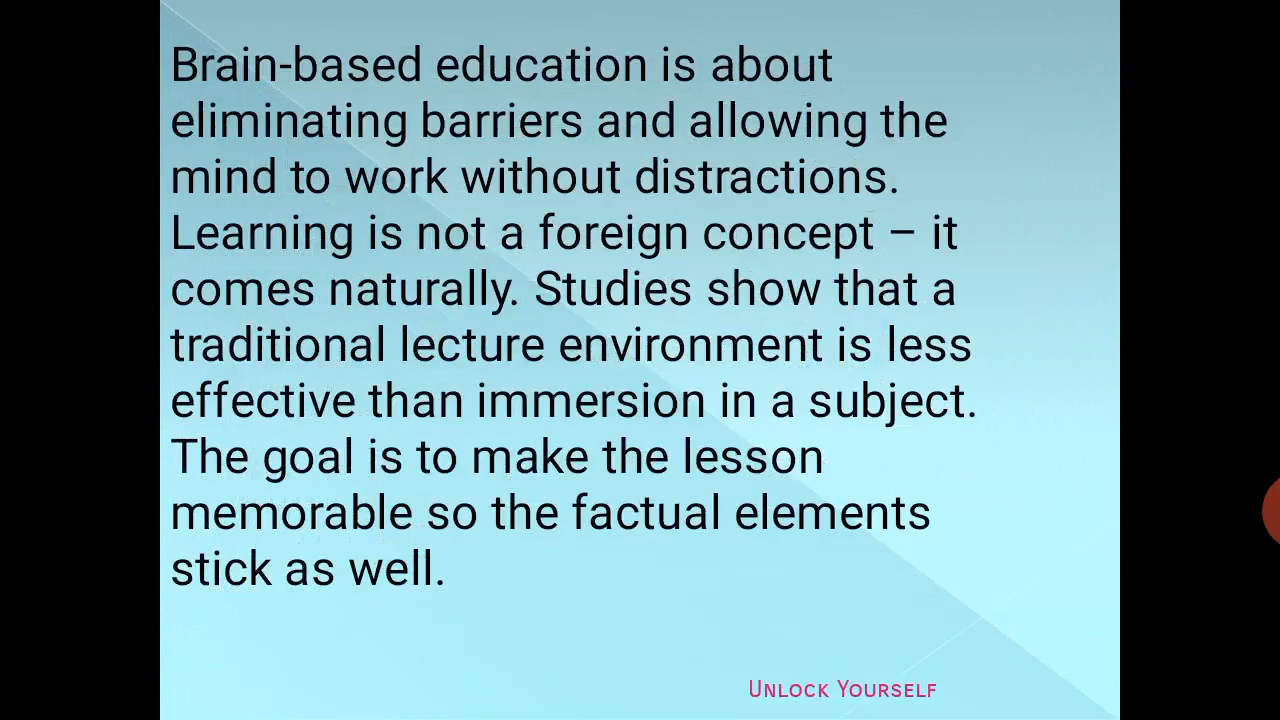 Brain-based education is about
eliminating barriers and allowing the
mind to work without distractions.
Learning is not a foreign concept – it
comes naturally. Studies show that a
traditional lecture environment is less
effective than immersion in a subject.
The goal is to make the lesson
memorable so the factual elements
stick as well.
Unlock Yourself